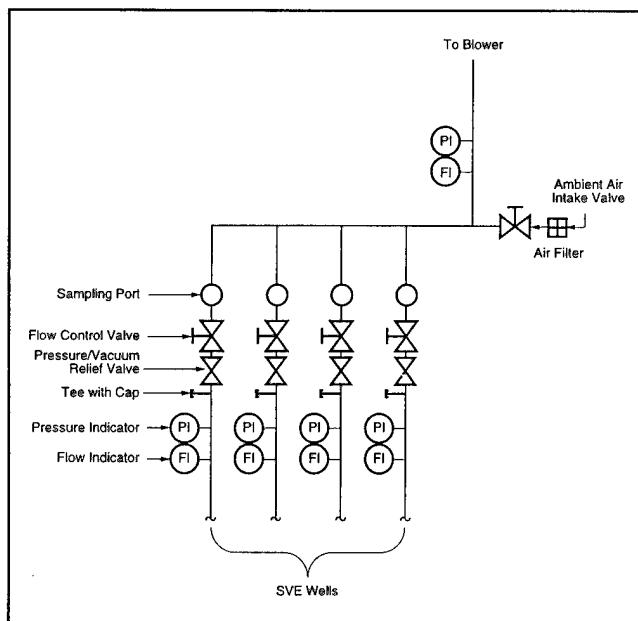 To Blower
PI
FI
Ambient Air
Intake Valve
Air Filter
Sampling Port
Flow Control Valve
Pressure/Vacuum
Relief Valve
Tee with Cap
Pressure Indicator
PI PI PI PI
Flow Indicator
FI FI FI FI
SVE Wells